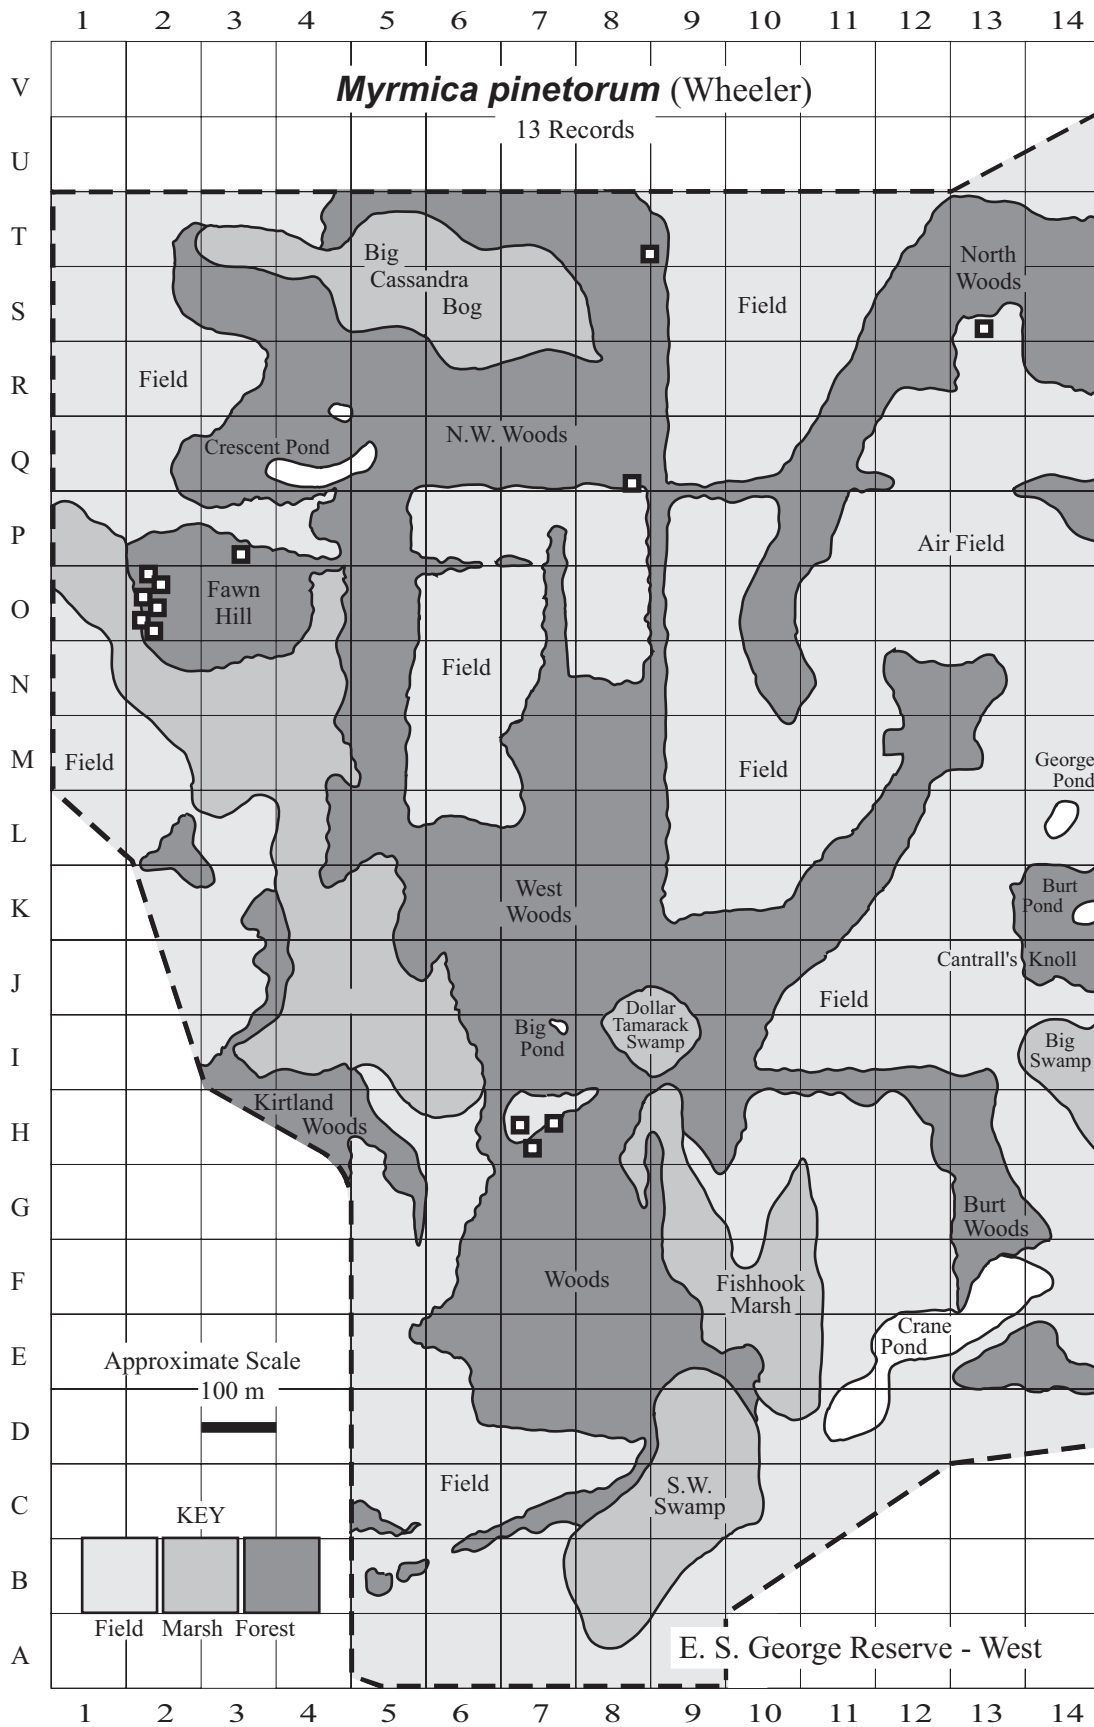 1 2 3 4 5 6 7 8 9 10 11 12 13 14
V
Myrmica pinetorum (Wheeler)
13 Records
U
T
Big
Cassandra
Bog
North
Woods
S
Field
R
Field
N.W. Woods
Q
Crescent Pond
P
Air Field
O
Fawn
Hill
N
Field
M
Field
Field
George
Pond
L
K
West
Woods
Burt
Pond
J
Cantrall's Knoll
Field
Dollar
Tamarack
Swamp
Big
Pond
I
Big
Swamp
Kirtland
Woods
H
G
Burt
Woods
F
Woods
Fishhook
Marsh
E
Crane
Pond
Approximate Scale
100 m
D
Field
C
S.W.
Swamp
KEY
B
Field Marsh Forest
A
E. S. George Reserve - West
1 2 3 4 5 6 7 8 9 10 11 12 13 14